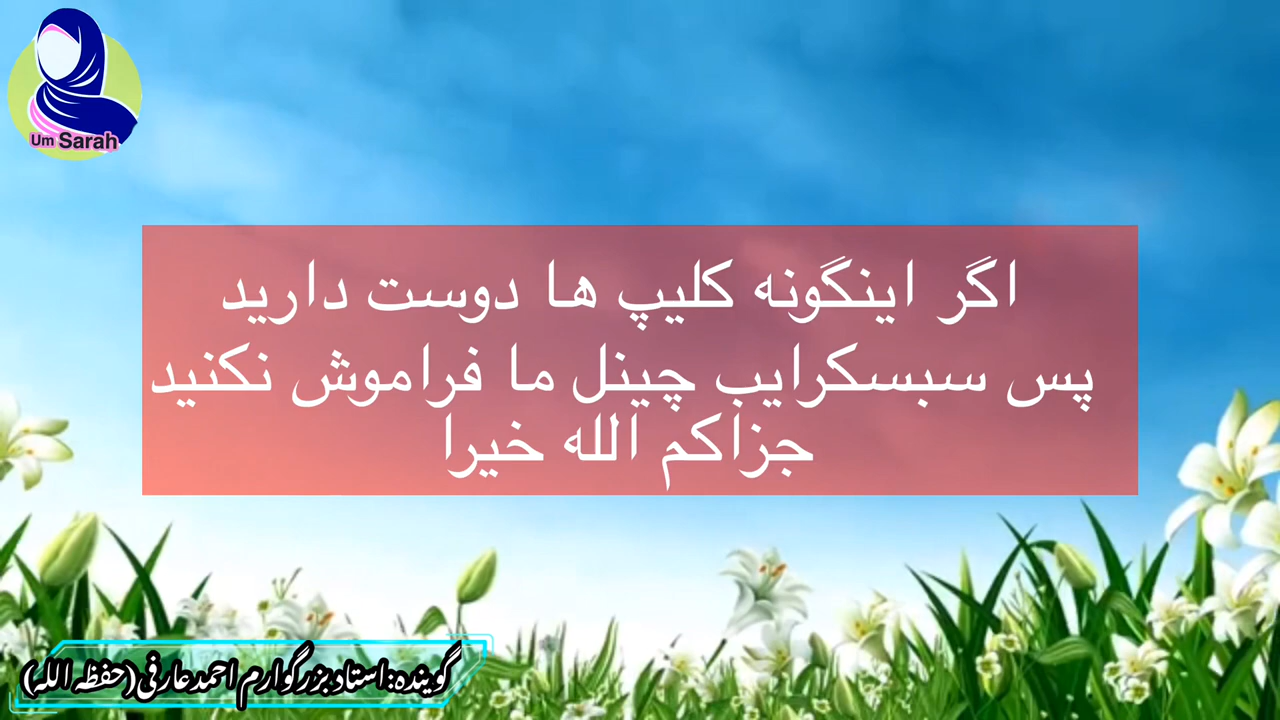 Um Sarah
اگر اینگونه کلیپ ها دوست دارید
پس سبسکرایب چینل ما فراموش نکنید
جزاکم الله خیرا
گوینده:استاد بزرگوارم احمد عارفی(حفظه الله)